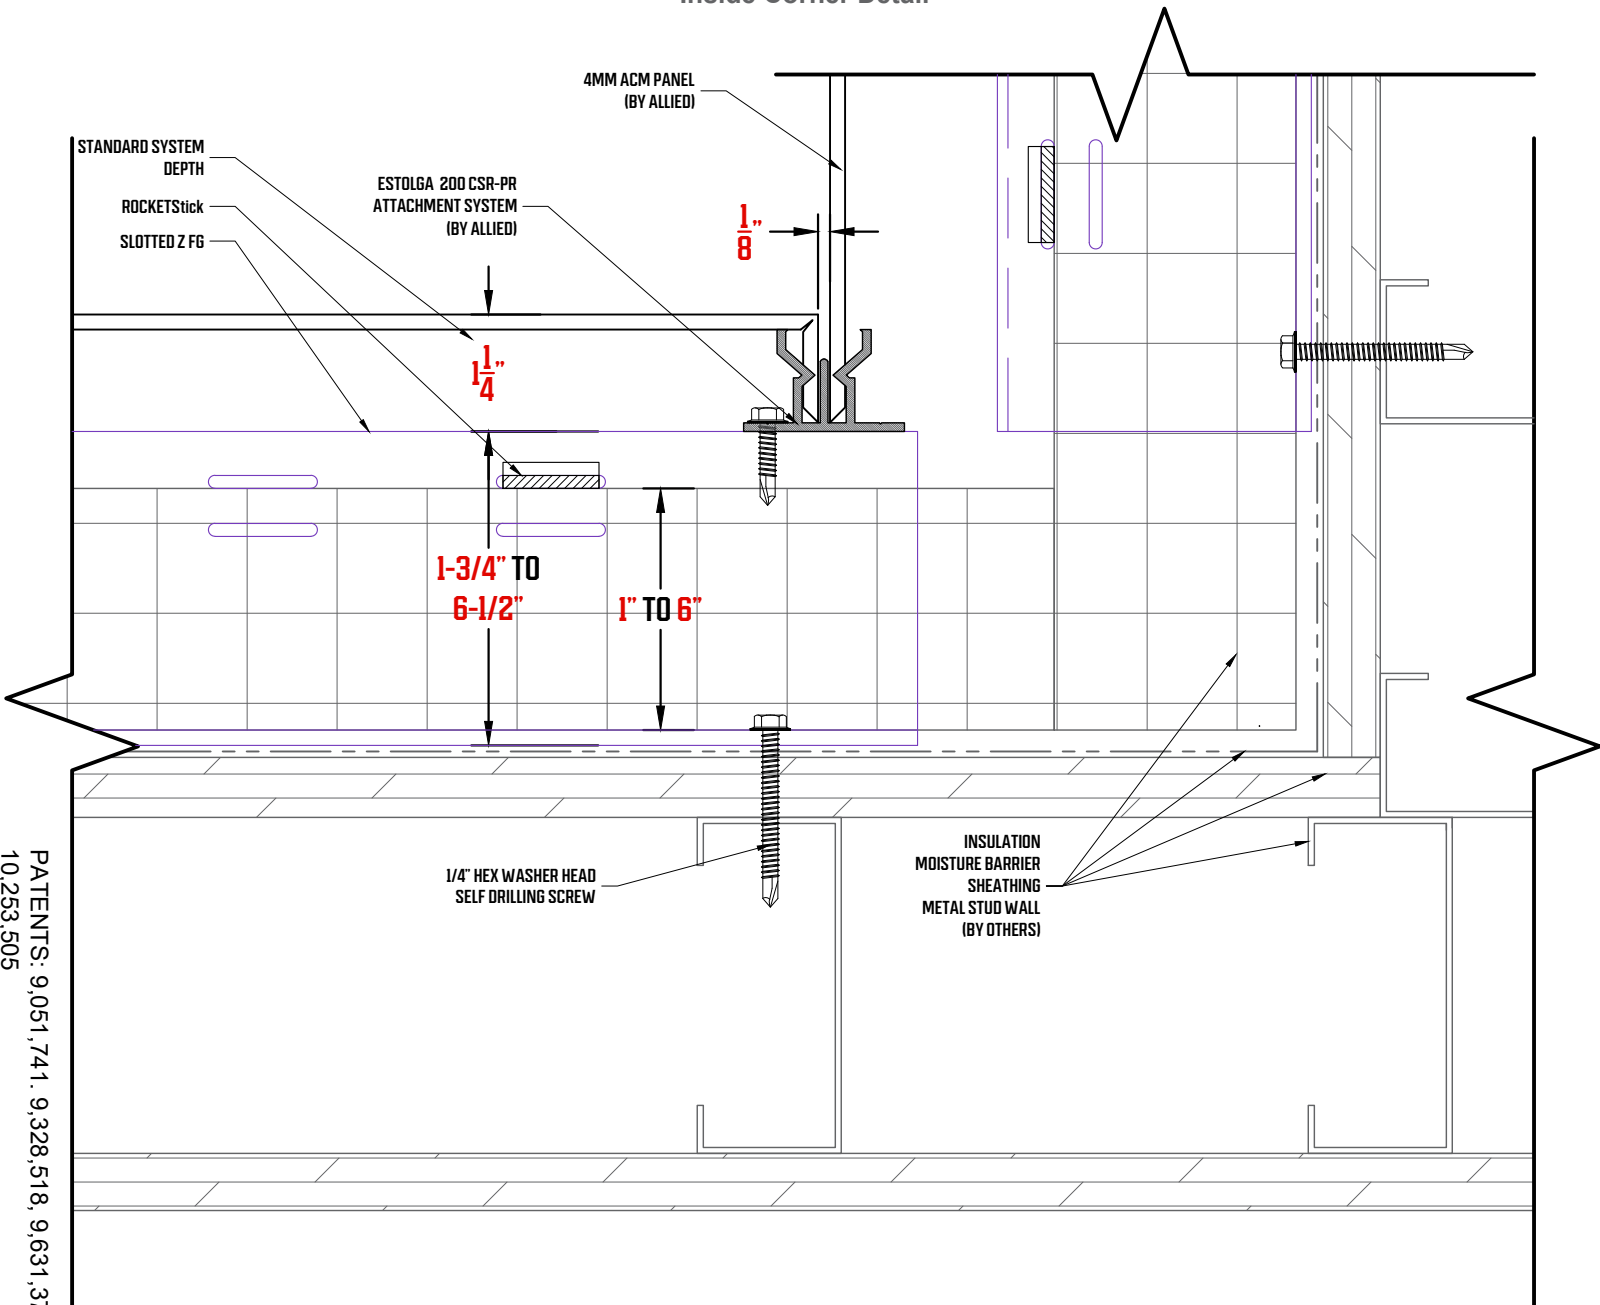 Inside Corner Detail
4MM ACM PANEL
(BY ALLIED)
STANDARD SYSTEM
DEPTH
ROCKETStick
SLOTTED Z FG
ESTOLGA 200 CSR-PR
ATTACHMENT SYSTEM
(BY ALLIED)
1/8"
1 1/4"
1-3/4" TO
6-1/2"
1" TO 6"
1/4" HEX WASHER HEAD
SELF DRILLING SCREW
INSULATION
MOISTURE BARRIER
SHEATHING
METAL STUD WALL
(BY OTHERS)
PATENTS: 9,051,741. 9,328,518, 9,631,37
10,253,505